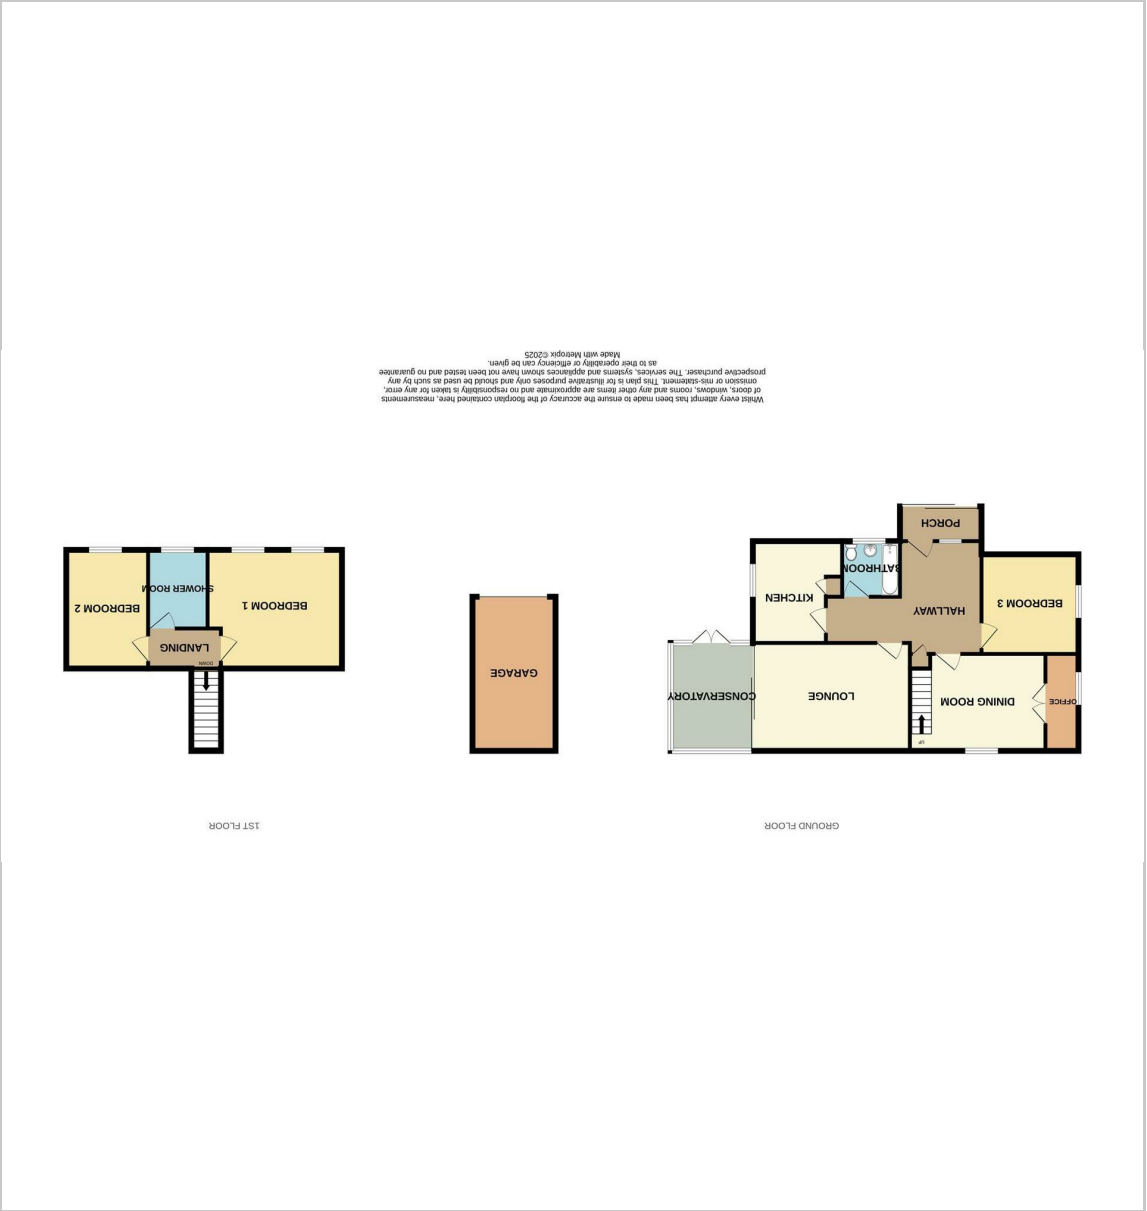 GROUND FLOOR
1ST FLOOR
UP
OFFICE
DINING ROOM
LOUNGE
CONSERVATORY
BEDROOM 3
HALLWAY
KITCHEN
BATHROOM
PORCH
GARAGE
DOWN
LANDING
BEDROOM 1
BEDROOM 2
SHOWER ROOM
Whilst every attempt has been made to ensure the accuracy of the floorplan contained here, measurements
of doors, windows, rooms and any other items are approximate and no responsibility is taken for any error,
omission or mis-statement. This plan is for illustrative purposes only and should be used as such by any
prospective purchaser. The services, systems and appliances shown have not been tested and no guarantee
as to their operability or efficiency can be given.
Made with Metropix ©2025